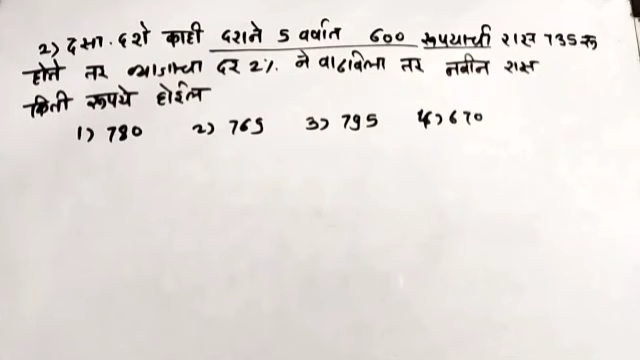 2) द.सा.द.शे काही दराने 5 वर्षात 600 रूपयाची रास 735 रु
होते तर व्याजाचा दर 2% ने वाढविला तर नवीन रास
किती रूपये होईल
1) 780 2) 765 3) 795 4) 670